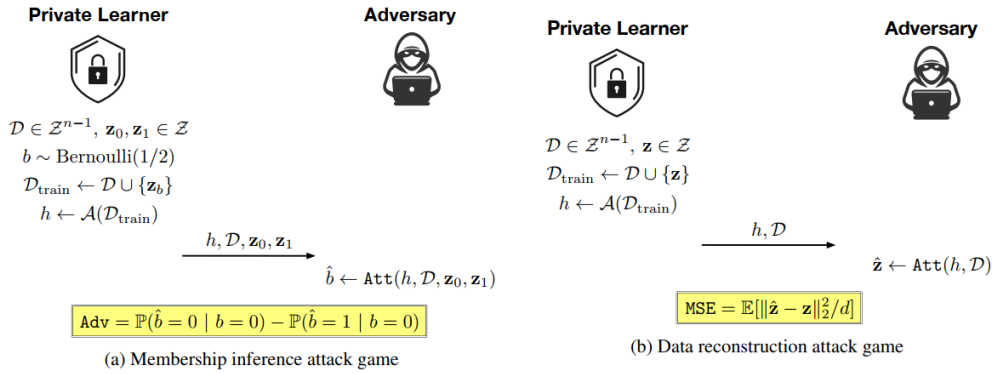 Private Learner
Adversary
𝒟 ∈ 𝒵ⁿ⁻¹, z₀, z₁ ∈ 𝒵
b ∼ Bernoulli(1/2)
𝒟_train ← 𝒟 ∪ {z_b}
h ← 𝒜(𝒟_train)
h, 𝒟, z₀, z₁
b̂ ← Att(h, 𝒟, z₀, z₁)
Adv = ℙ(b̂ = 0 | b = 0) − ℙ(b̂ = 1 | b = 0)
(a) Membership inference attack game
Private Learner
Adversary
𝒟 ∈ 𝒵ⁿ⁻¹, z ∈ 𝒵
𝒟_train ← 𝒟 ∪ {z}
h ← 𝒜(𝒟_train)
h, 𝒟
ẑ ← Att(h, 𝒟)
MSE = 𝔼[‖ẑ − z‖₂²/d]
(b) Data reconstruction attack game